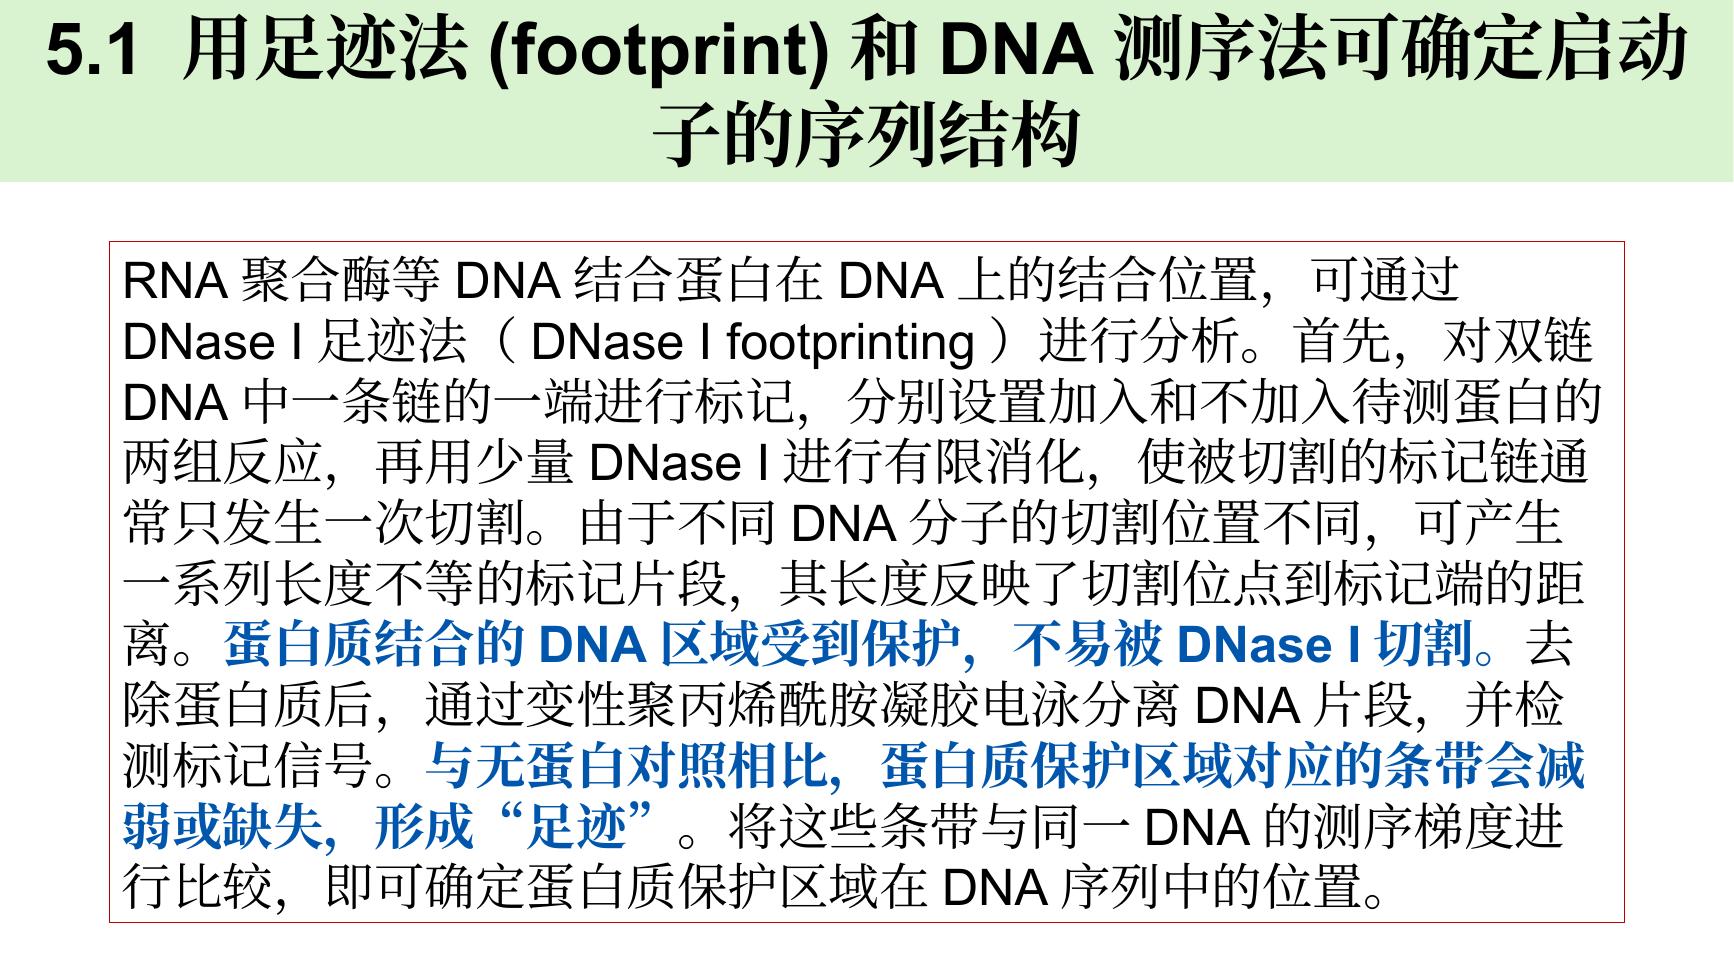 5.1 用足迹法 (footprint) 和 DNA 测序法可确定启动
子的序列结构
RNA 聚合酶等 DNA 结合蛋白在 DNA 上的结合位置，可通过
DNase I 足迹法（ DNase I footprinting ）进行分析。首先，对双链
DNA 中一条链的一端进行标记，分别设置加入和不加入待测蛋白的
两组反应，再用少量 DNase I 进行有限消化，使被切割的标记链通
常只发生一次切割。由于不同 DNA 分子的切割位置不同，可产生
一系列长度不等的标记片段，其长度反映了切割位点到标记端的距
离。蛋白质结合的 DNA 区域受到保护，不易被 DNase I 切割。去
除蛋白质后，通过变性聚丙烯酰胺凝胶电泳分离 DNA 片段，并检
测标记信号。与无蛋白对照相比，蛋白质保护区域对应的条带会减
弱或缺失，形成“足迹”。将这些条带与同一 DNA 的测序梯度进
行比较，即可确定蛋白质保护区域在 DNA 序列中的位置。